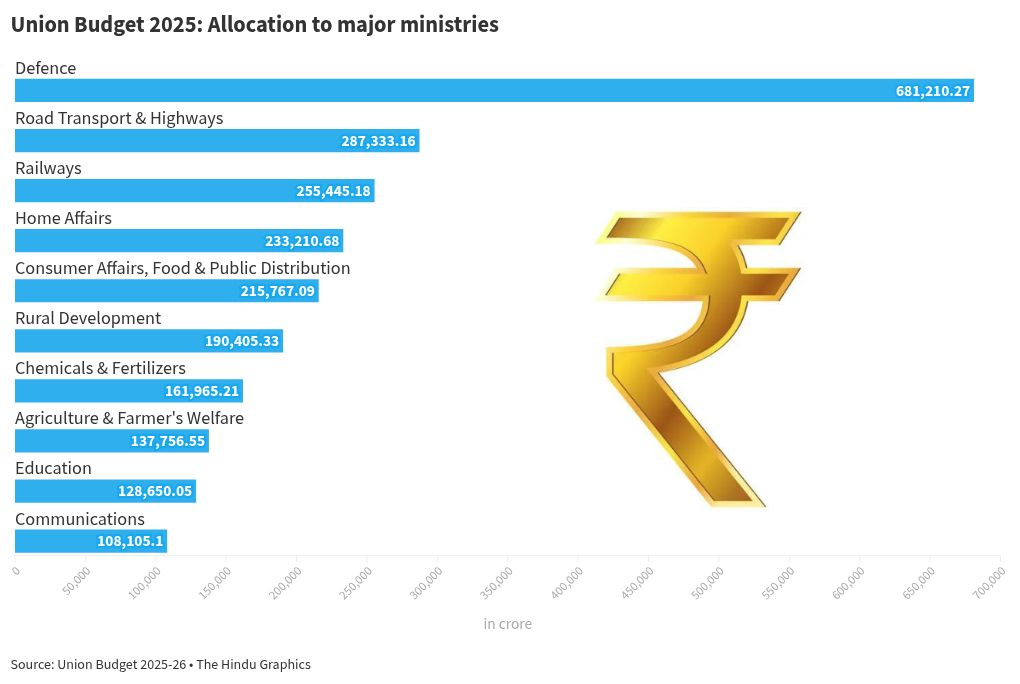 Union Budget 2025: Allocation to major ministries
Defence
681,210.27
Road Transport & Highways
287,333.16
Railways
255,445.18
Home Affairs
233,210.68
Consumer Affairs, Food & Public Distribution
215,767.09
Rural Development
190,405.33
Chemicals & Fertilizers
161,965.21
Agriculture & Farmer's Welfare
137,756.55
Education
128,650.05
Communications
108,105.1
0 50,000 100,000 150,000 200,000 250,000 300,000 350,000 400,000 450,000 500,000 550,000 600,000 650,000 700,000
in crore
Source: Union Budget 2025-26 • The Hindu Graphics
₹